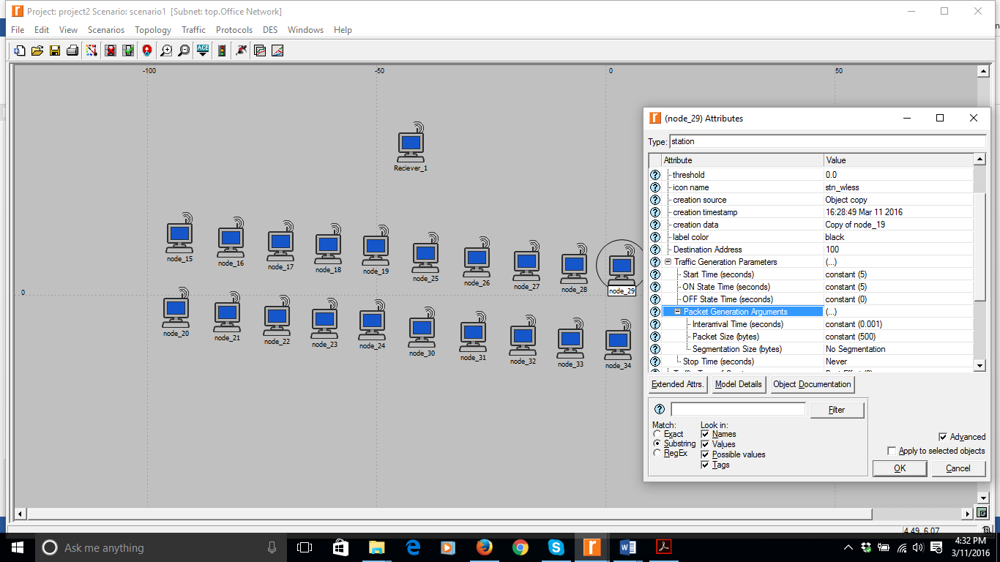 Project: project2 Scenario: scenario1 [Subnet: top.Office Network]
File Edit View Scenarios Topology Traffic Protocols DES Windows Help
ACE
-100 -50 0 50
Reciever_1
node_15 node_16 node_17 node_18 node_19 node_25 node_26 node_27 node_28 node_29
0
node_20 node_21 node_22 node_23 node_24 node_30 node_31 node_32 node_33 node_34
(node_29) Attributes
Type: station
Attribute Value
threshold 0.0
icon name stn_wless
creation source Object copy
creation timestamp 16:28:49 Mar 11 2016
creation data Copy of node_19
label color black
Destination Address 100
Traffic Generation Parameters (...)
Start Time (seconds) constant (5)
ON State Time (seconds) constant (5)
OFF State Time (seconds) constant (0)
Packet Generation Arguments (...)
Interarrival Time (seconds) constant (0.001)
Packet Size (bytes) constant (500)
Segmentation Size (bytes) No Segmentation
Stop Time (seconds) Never
Extended Attrs. Model Details Object Documentation
Filter
Match: Look in:
Exact Names
Substring Values
RegEx Possible values
Tags
Advanced
Apply to selected objects
OK Cancel
4.49, 6.07
Ask me anything
4:32 PM
3/11/2016